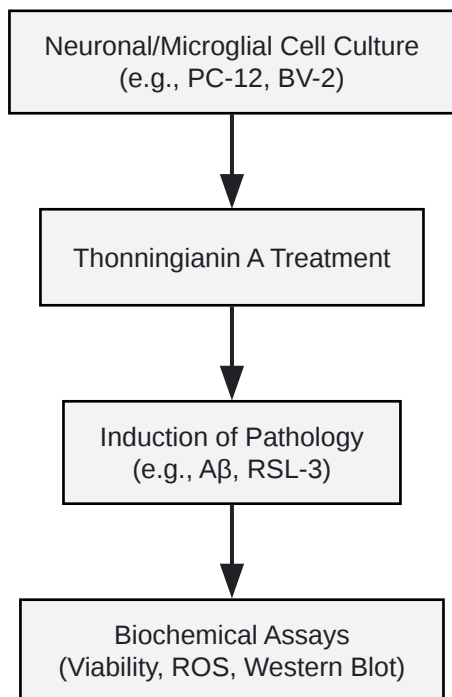 Neuronal/Microglial Cell Culture
(e.g., PC-12, BV-2)
Thonningianin A Treatment
Induction of Pathology
(e.g., Aβ, RSL-3)
Biochemical Assays
(Viability, ROS, Western Blot)